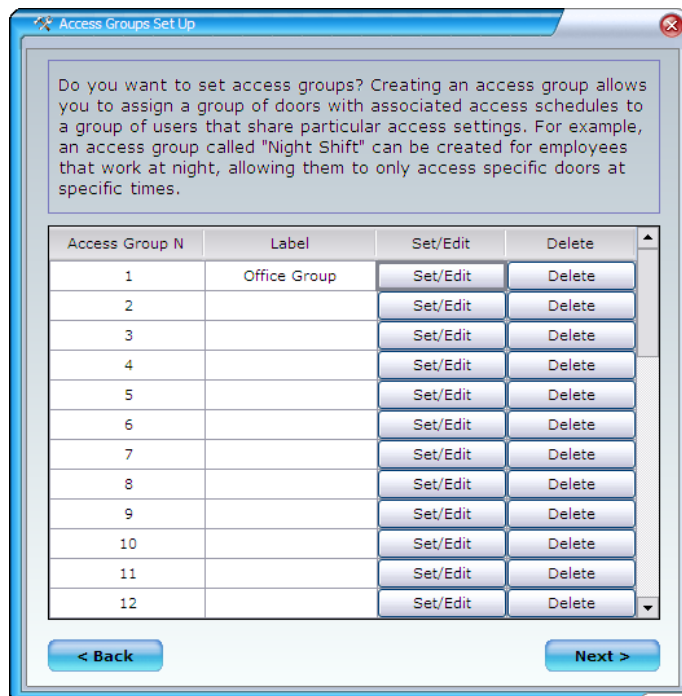 Access Groups Set Up
Do you want to set access groups? Creating an access group allows
you to assign a group of doors with associated access schedules to
a group of users that share particular access settings. For example,
an access group called "Night Shift" can be created for employees
that work at night, allowing them to only access specific doors at
specific times.
Access Group N Label Set/Edit Delete
1 Office Group Set/Edit Delete
2 Set/Edit Delete
3 Set/Edit Delete
4 Set/Edit Delete
5 Set/Edit Delete
6 Set/Edit Delete
7 Set/Edit Delete
8 Set/Edit Delete
9 Set/Edit Delete
10 Set/Edit Delete
11 Set/Edit Delete
12 Set/Edit Delete
< Back Next >